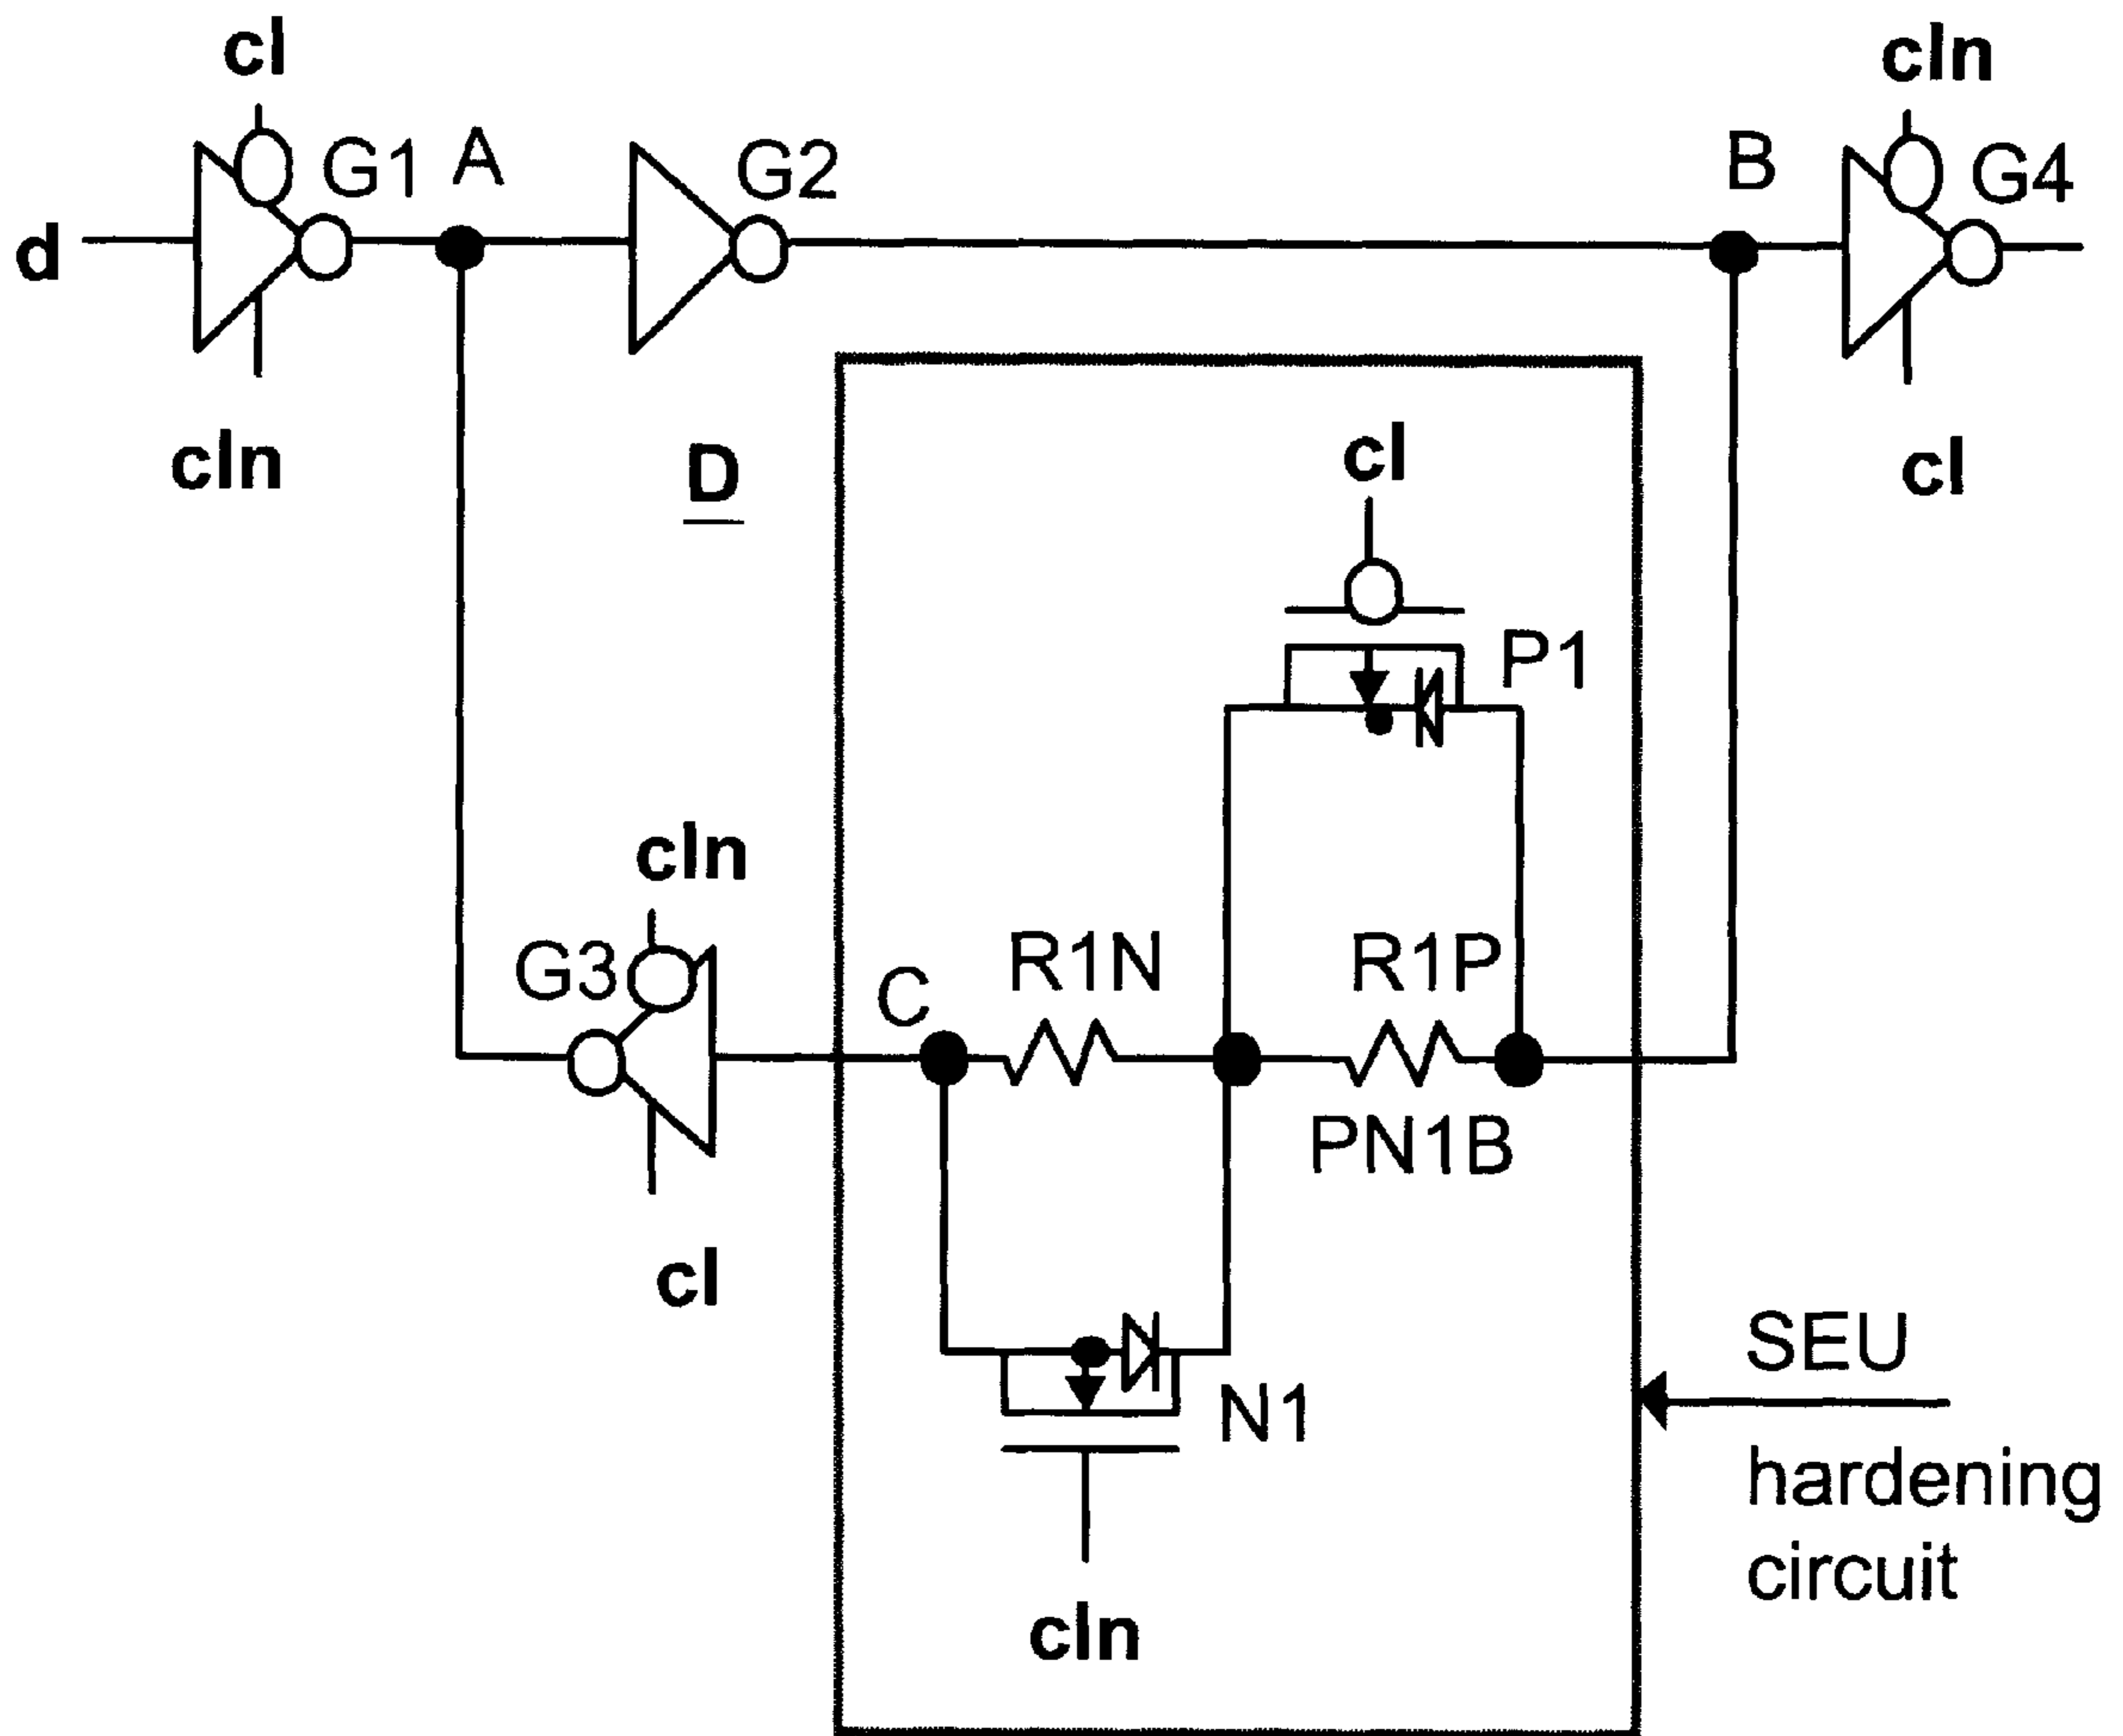 cl
cln
G1
A
G2
B
G4
d
cln
D
cl
cl
P1
cln
G3
C
R1N
R1P
PN1B
cl
N1
SEU
hardening
circuit
cln